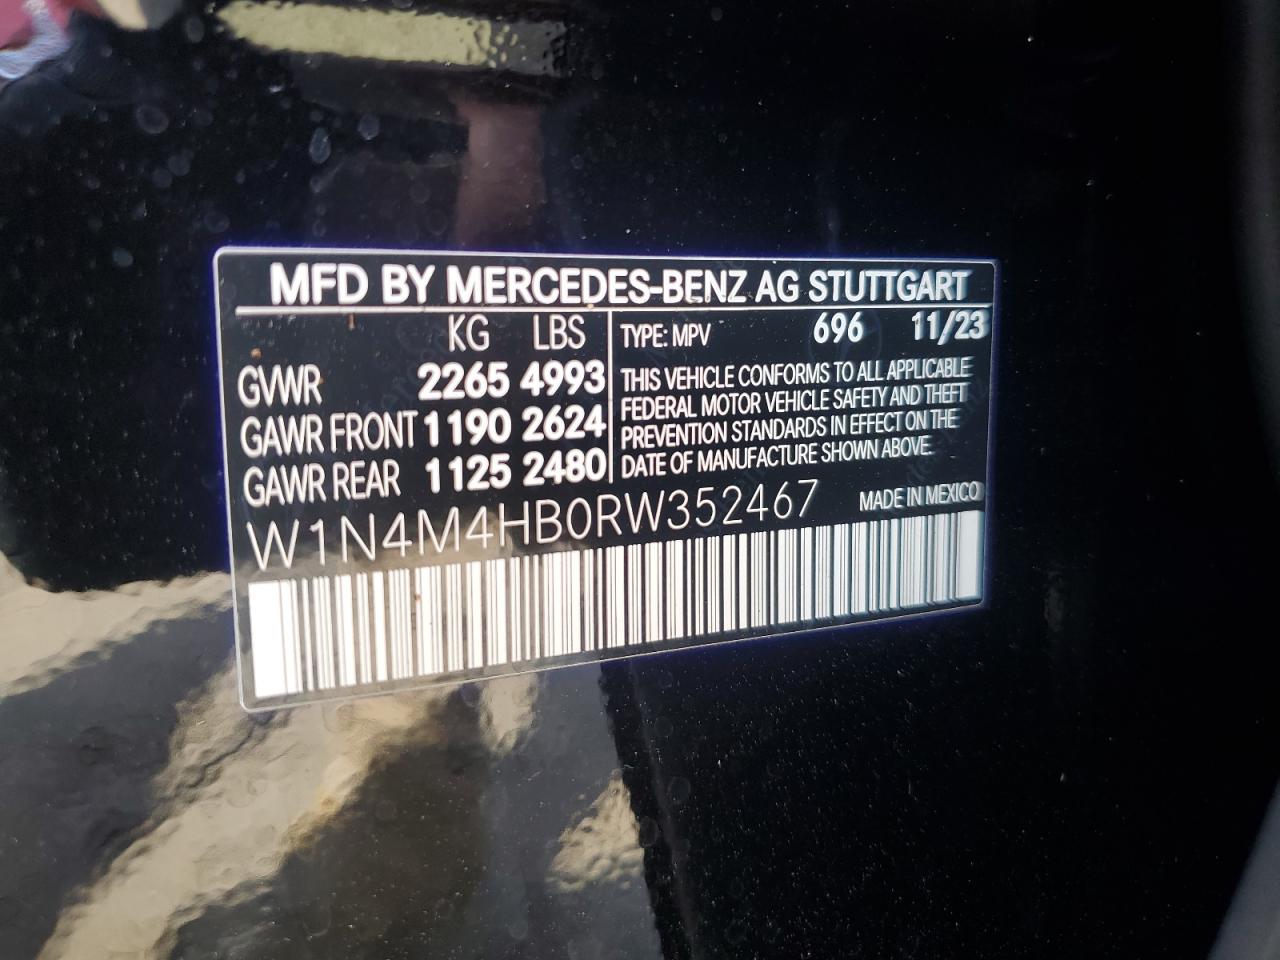 MFD BY MERCEDES-BENZ AG STUTTGART
KG LBS
GVWR 2265 4993
GAWR FRONT 1190 2624
GAWR REAR 1125 2480
TYPE: MPV 696 11/23
THIS VEHICLE CONFORMS TO ALL APPLICABLE
FEDERAL MOTOR VEHICLE SAFETY AND THEFT
PREVENTION STANDARDS IN EFFECT ON THE
DATE OF MANUFACTURE SHOWN ABOVE.
W1N4M4HB0RW352467 MADE IN MEXICO